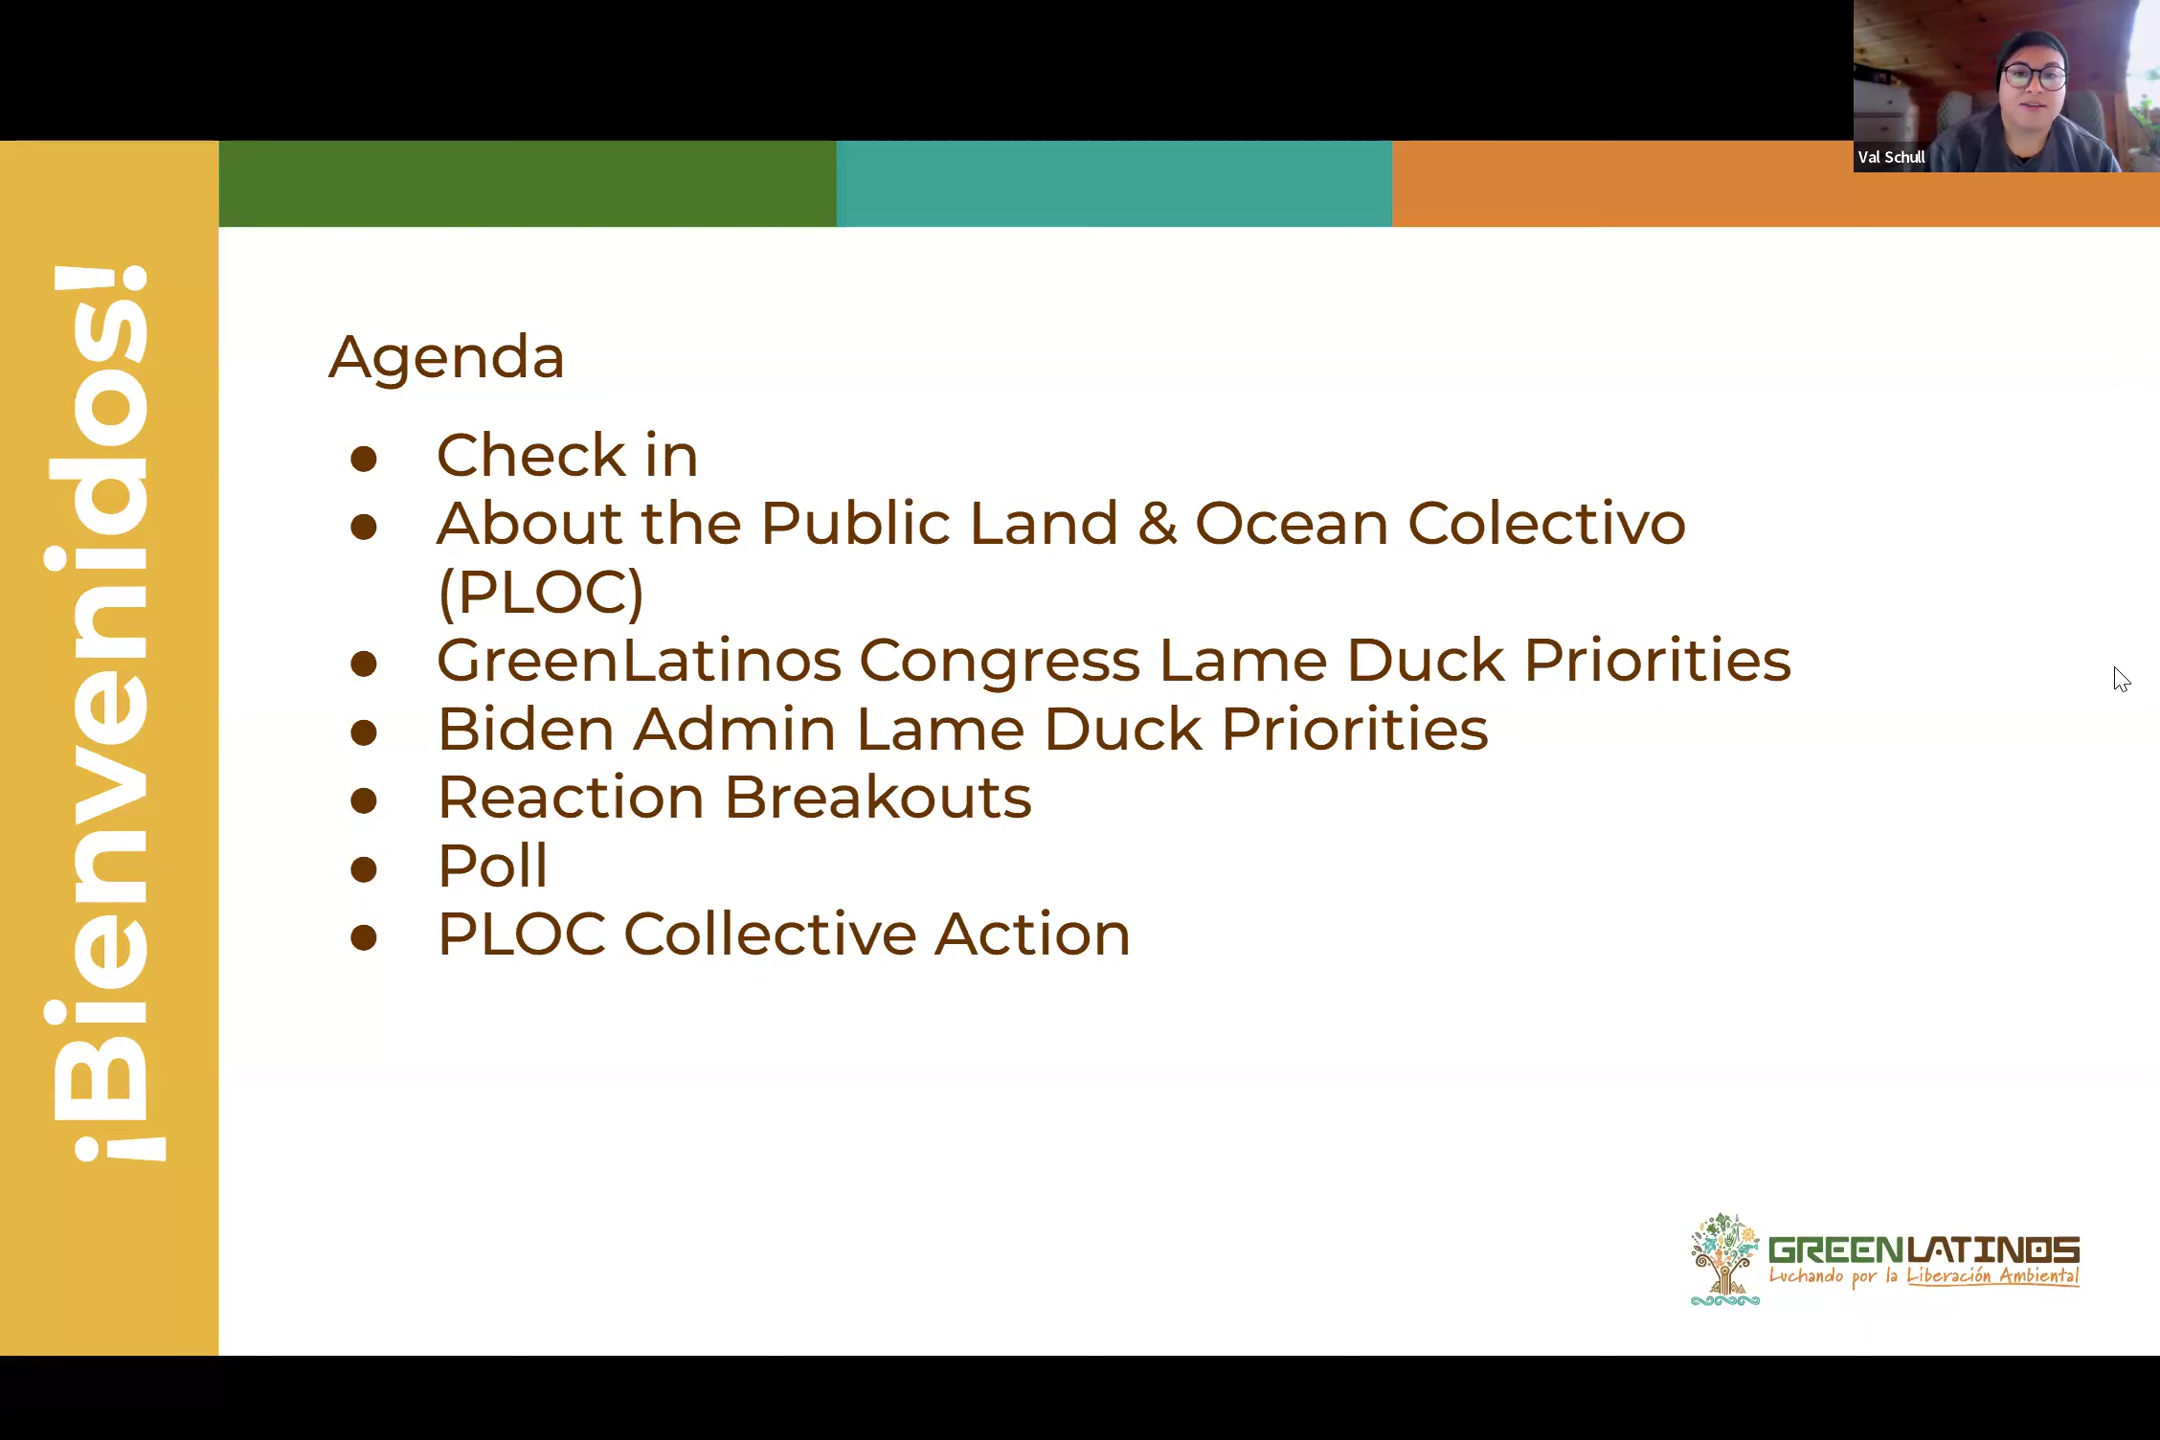 Val Schull
¡Bienvenidos!
Agenda
● Check in
● About the Public Land & Ocean Colectivo
(PLOC)
● GreenLatinos Congress Lame Duck Priorities
● Biden Admin Lame Duck Priorities
● Reaction Breakouts
● Poll
● PLOC Collective Action
GREENLATINOS
Luchando por la Liberación Ambiental